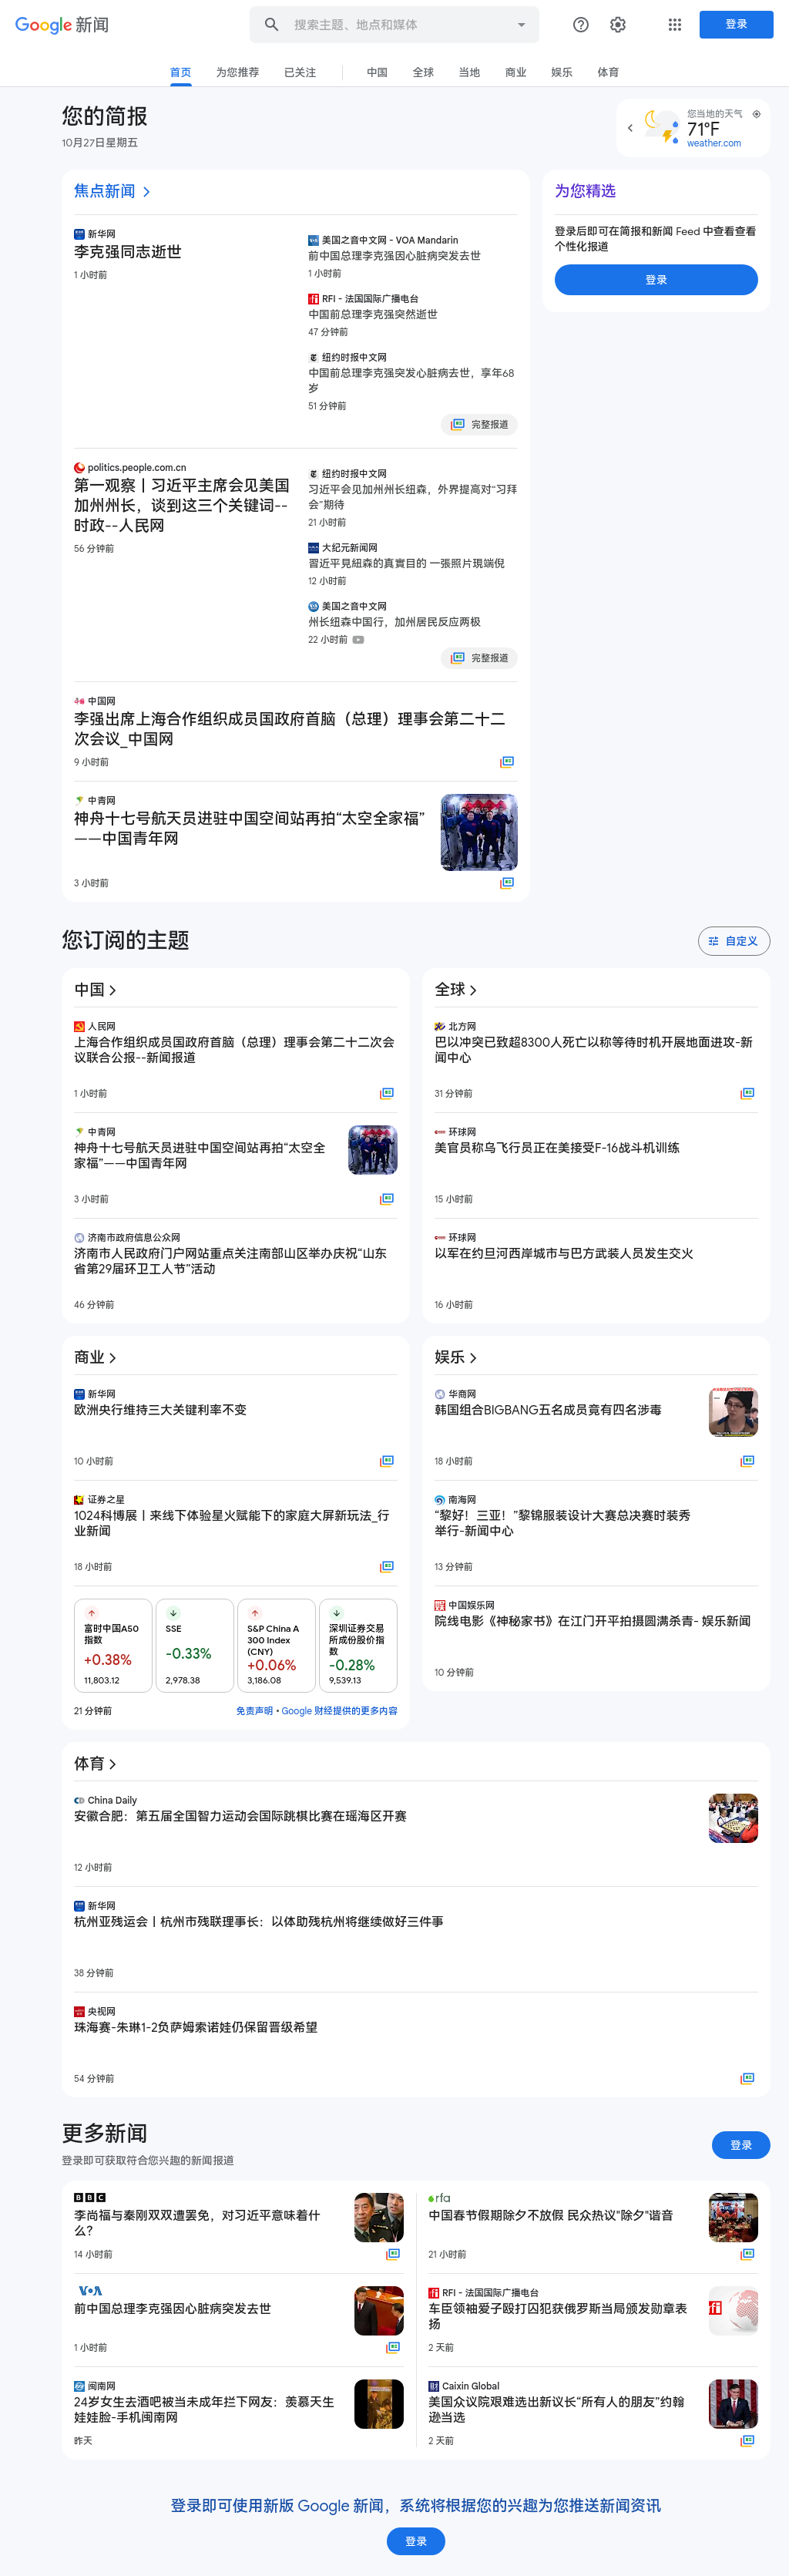 Google 新闻
搜索主题、地点和媒体
登录
首页
为您推荐
已关注
中国
全球
当地
商业
娱乐
体育
您的简报
10月27日星期五
您当地的天气
71°F
weather.com
焦点新闻
新华网
李克强同志逝世
1 小时前
美国之音中文网 - VOA Mandarin
前中国总理李克强因心脏病突发去世
1 小时前
RFI - 法国国际广播电台
中国前总理李克强突然逝世
47 分钟前
纽约时报中文网
中国前总理李克强突发心脏病去世，享年68
岁
51 分钟前
完整报道
politics.people.com.cn
第一观察丨习近平主席会见美国
加州州长，谈到这三个关键词--
时政--人民网
56 分钟前
纽约时报中文网
习近平会见加州州长纽森，外界提高对“习拜
会”期待
21 小时前
大纪元新闻网
習近平見紐森的真實目的 一張照片現端倪
12 小时前
美国之音中文网
州长纽森中国行，加州居民反应两极
22 小时前
完整报道
中国网
李强出席上海合作组织成员国政府首脑（总理）理事会第二十二
次会议_中国网
9 小时前
中青网
神舟十七号航天员进驻中国空间站再拍“太空全家福”
——中国青年网
3 小时前
为您精选
登录后即可在简报和新闻 Feed 中查看查看
个性化报道
登录
您订阅的主题
自定义
中国
人民网
上海合作组织成员国政府首脑（总理）理事会第二十二次会
议联合公报--新闻报道
1 小时前
中青网
神舟十七号航天员进驻中国空间站再拍“太空全
家福”——中国青年网
3 小时前
济南市政府信息公众网
济南市人民政府门户网站重点关注南部山区举办庆祝“山东
省第29届环卫工人节”活动
46 分钟前
全球
北方网
巴以冲突已致超8300人死亡以称等待时机开展地面进攻-新
闻中心
31 分钟前
环球网
美官员称乌飞行员正在美接受F-16战斗机训练
15 小时前
环球网
以军在约旦河西岸城市与巴方武装人员发生交火
16 小时前
商业
新华网
欧洲央行维持三大关键利率不变
10 小时前
证券之星
1024科博展丨来线下体验星火赋能下的家庭大屏新玩法_行
业新闻
18 小时前
富时中国A50
指数
+0.38%
11,803.12
SSE
-0.33%
2,978.38
S&P China A
300 Index
(CNY)
+0.06%
3,186.08
深圳证券交易
所成份股价指
数
-0.28%
9,539.13
21 分钟前
免责声明 • Google 财经提供的更多内容
娱乐
华商网
韩国组合BIGBANG五名成员竟有四名涉毒
18 小时前
南海网
“黎好！三亚！”黎锦服装设计大赛总决赛时装秀
举行-新闻中心
13 分钟前
中国娱乐网
院线电影《神秘家书》在江门开平拍摄圆满杀青- 娱乐新闻
10 分钟前
体育
China Daily
安徽合肥：第五届全国智力运动会国际跳棋比赛在瑶海区开赛
12 小时前
新华网
杭州亚残运会丨杭州市残联理事长：以体助残杭州将继续做好三件事
38 分钟前
央视网
珠海赛-朱琳1-2负萨姆索诺娃仍保留晋级希望
54 分钟前
更多新闻
登录即可获取符合您兴趣的新闻报道
登录
BBC
李尚福与秦刚双双遭罢免，对习近平意味着什
么？
14 小时前
VOA
前中国总理李克强因心脏病突发去世
1 小时前
闽南网
24岁女生去酒吧被当未成年拦下网友：羡慕天生
娃娃脸-手机闽南网
昨天
rfa
中国春节假期除夕不放假 民众热议"除夕"谐音
21 小时前
RFI - 法国国际广播电台
车臣领袖爱子殴打囚犯获俄罗斯当局颁发勋章表
扬
2 天前
Caixin Global
美国众议院艰难选出新议长“所有人的朋友”约翰
逊当选
2 天前
登录即可使用新版 Google 新闻，系统将根据您的兴趣为您推送新闻资讯
登录